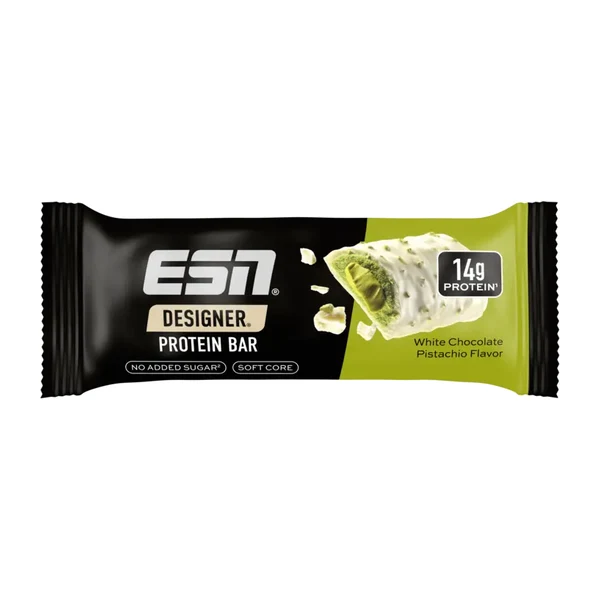 ESN®
DESIGNER®
PROTEIN BAR
NO ADDED SUGAR²
SOFT CORE
14g
PROTEIN¹
White Chocolate
Pistachio Flavor